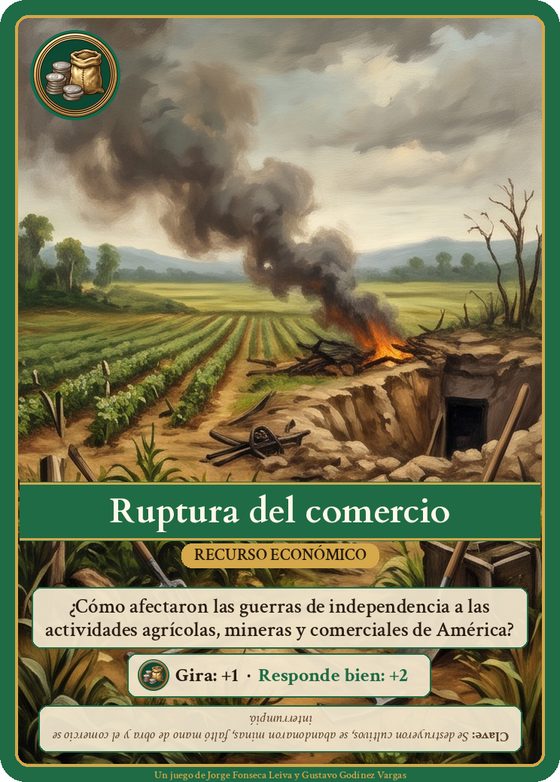 Ruptura del comercio
RECURSO ECONÓMICO
¿Cómo afectaron las guerras de independencia a las
actividades agrícolas, mineras y comerciales de América?
Gira: +1 · Responde bien: +2
Clave: Se destruyeron cultivos, se abandonaron minas, faltó mano de obra y el comercio se
interrumpió
Un juego de Jorge Fonseca Leiva y Gustavo Godínez Vargas